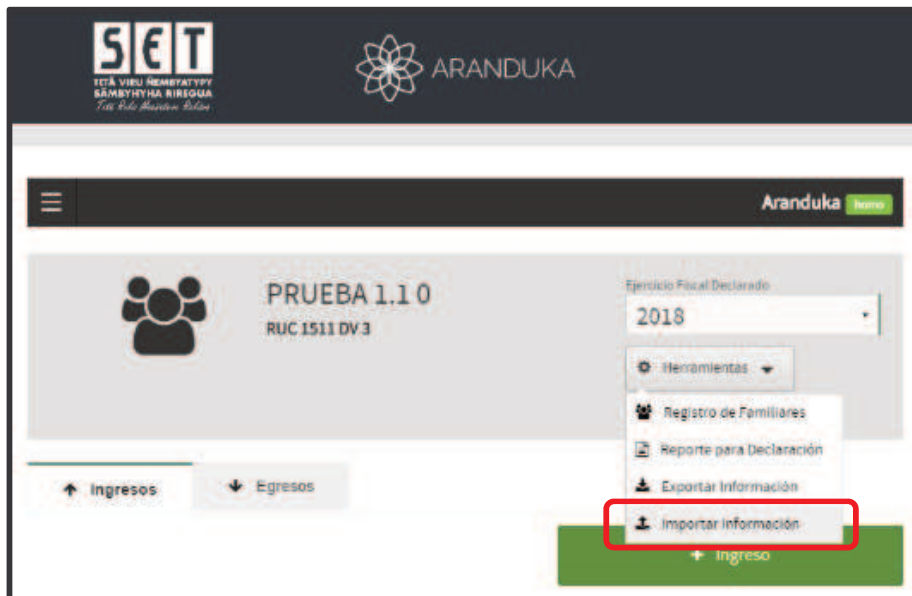 SET
TETÃ VIRU ÑEMBYATYPY
SÃMBYHYHA RIREGUA
ARANDUKA
Aranduka
PRUEBA 1.1 0
RUC 1511 DV 3
Ejercicio Fiscal Declarado
2018
Herramientas
Registro de Familiares
Reporte para Declaración
Exportar Información
Importar Información
Ingresos
Egresos
+ Ingreso